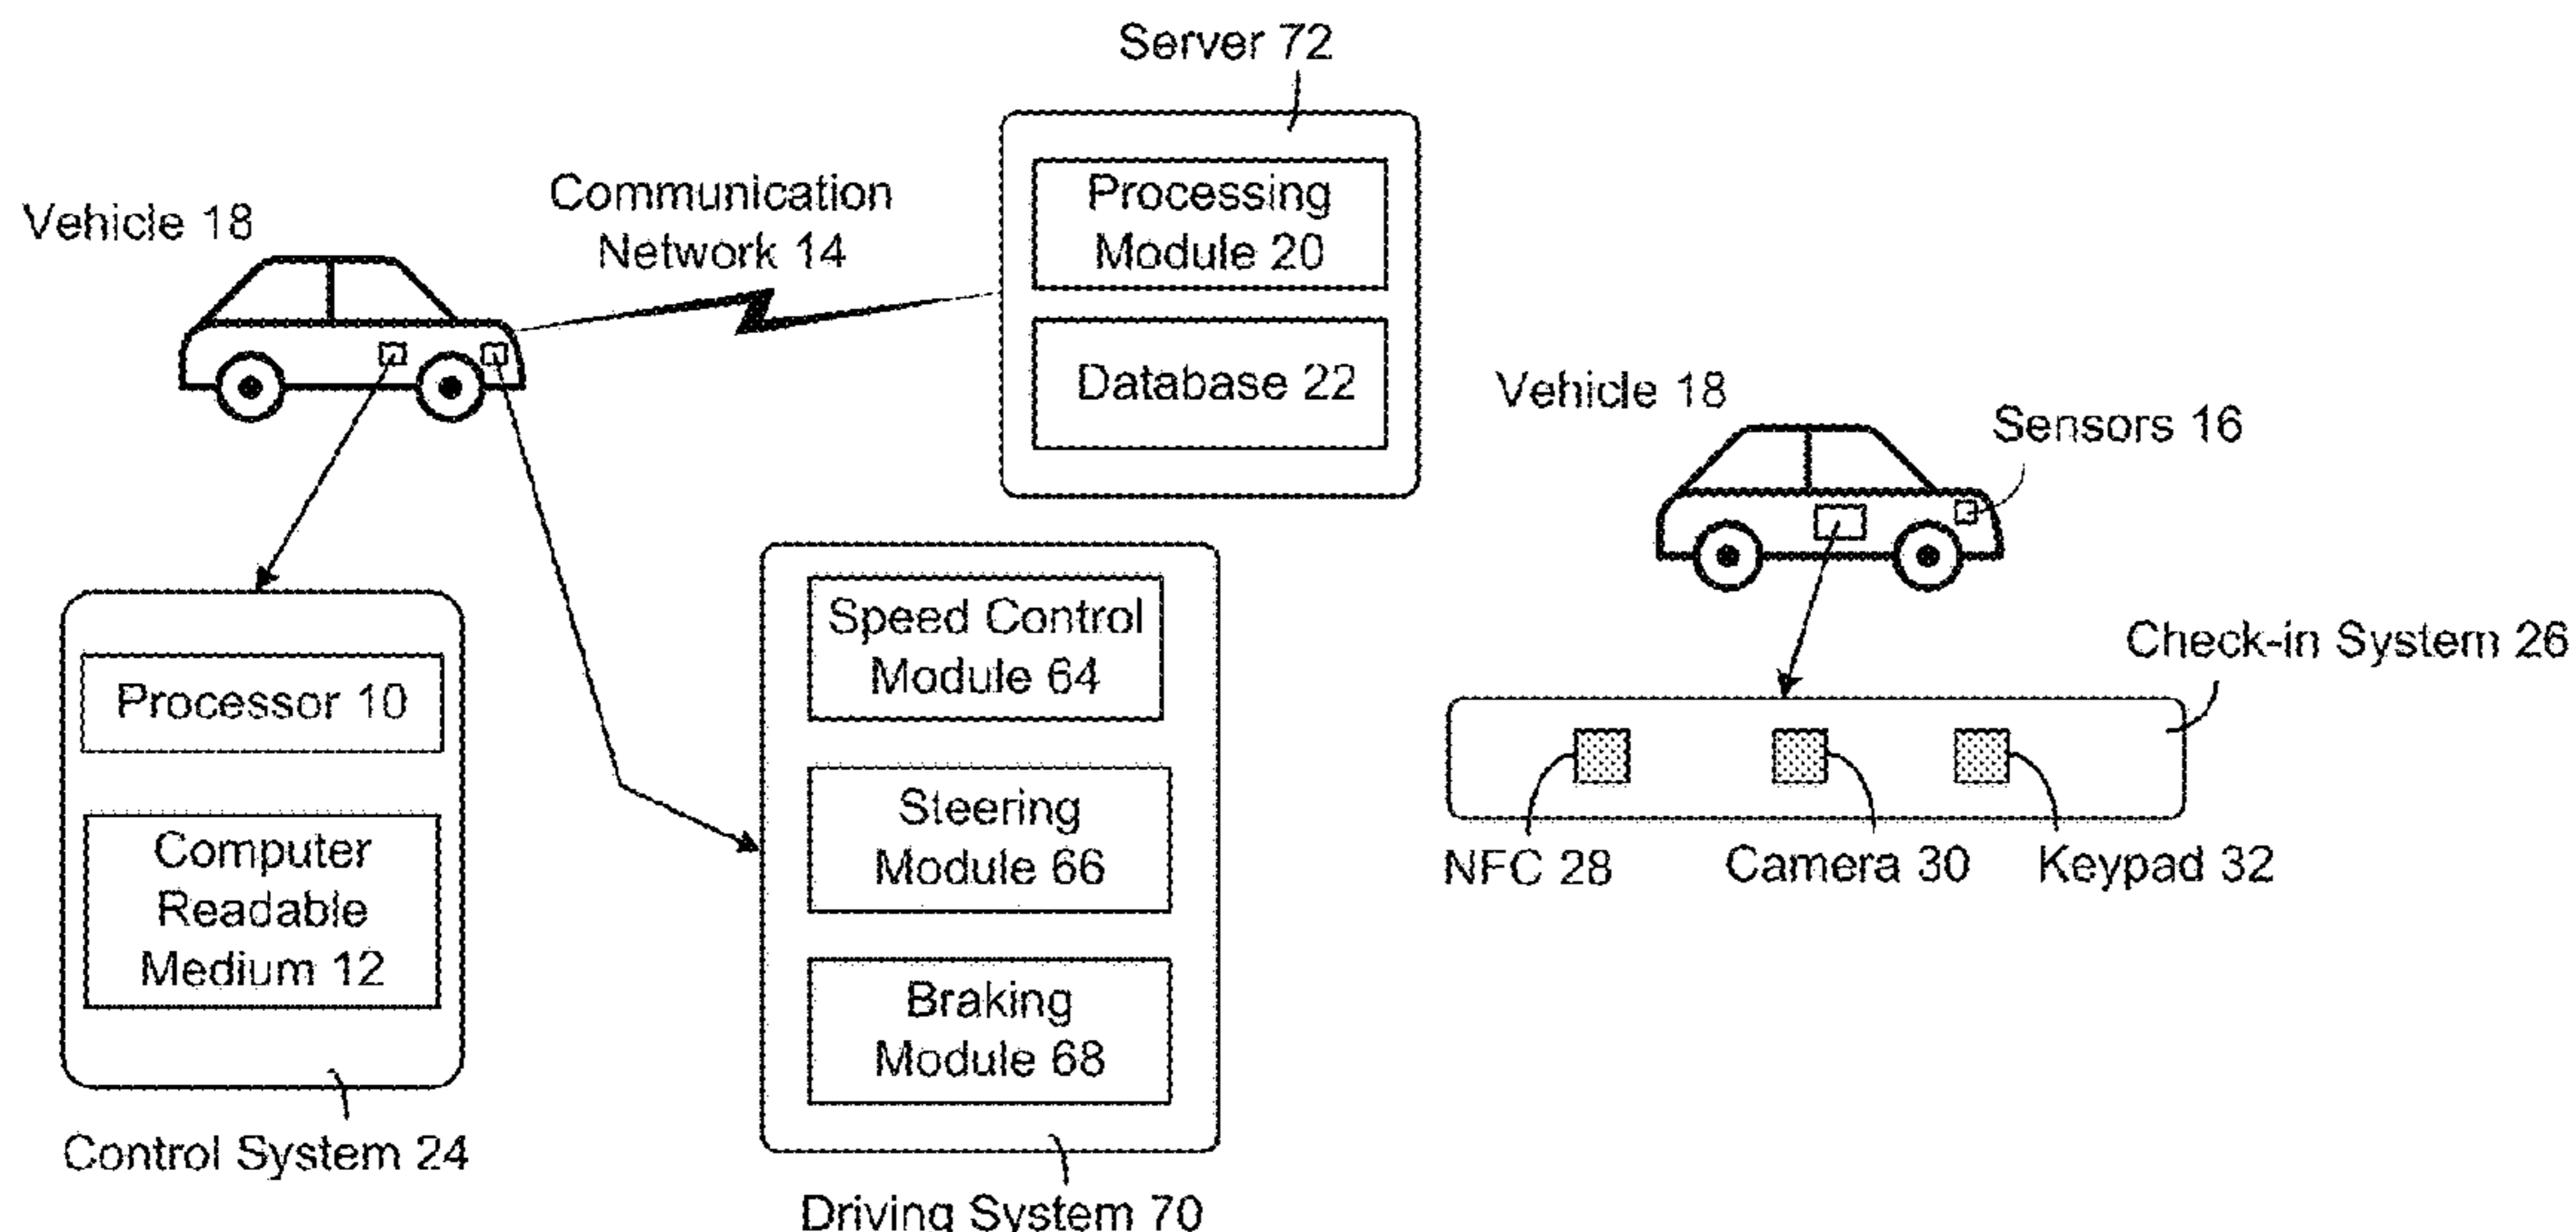 Server 72
Processing
Module 20
Database 22
Communication
Network 14
Vehicle 18
Processor 10
Computer
Readable
Medium 12
Control System 24
Speed Control
Module 64
Steering
Module 66
Braking
Module 68
Driving System 70
Vehicle 18
Sensors 16
Check-in System 26
NFC 28
Camera 30
Keypad 32